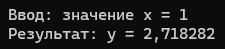 Ввод: значение x = 1
Результат: y = 2,718282